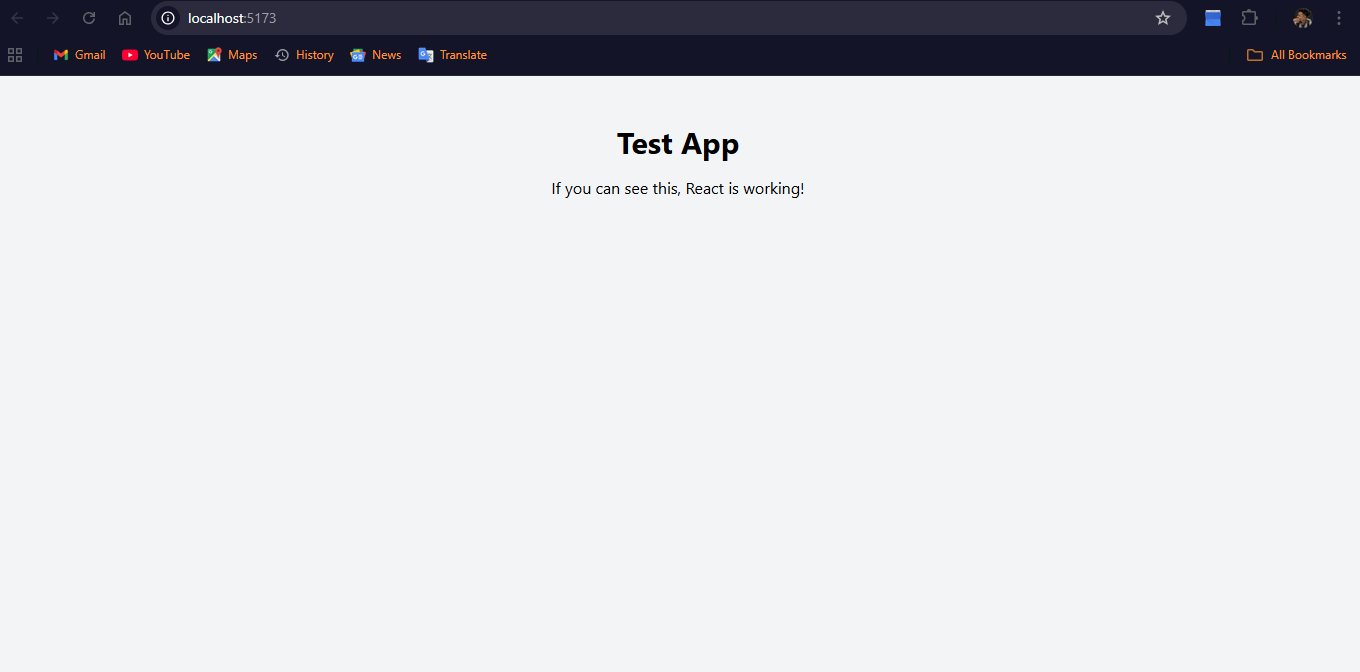 localhost:5173
Gmail YouTube Maps History News Translate All Bookmarks
Test App
If you can see this, React is working!